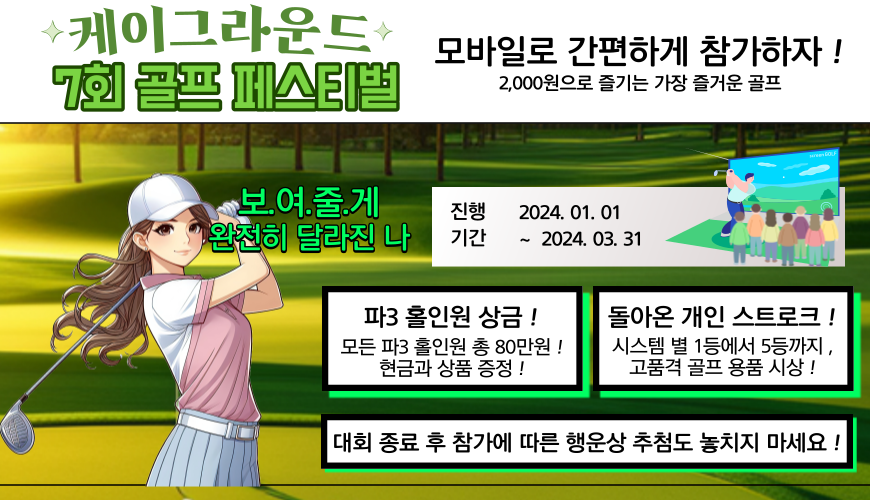 케이그라운드
7회 골프 페스티벌
모바일로 간편하게 참가하자 !
2,000원으로 즐기는 가장 즐거운 골프
보.여.줄.게
완전히 달라진 나
진행 2024. 01. 01
기간 ~ 2024. 03. 31
파3 홀인원 상금 !
모든 파3 홀인원 총 80만원 !
현금과 상품 증정 !
돌아온 개인 스트로크 !
시스템 별 1등에서 5등까지 ,
고품격 골프 용품 시상 !
대회 종료 후 참가에 따른 행운상 추첨도 놓치지 마세요 !